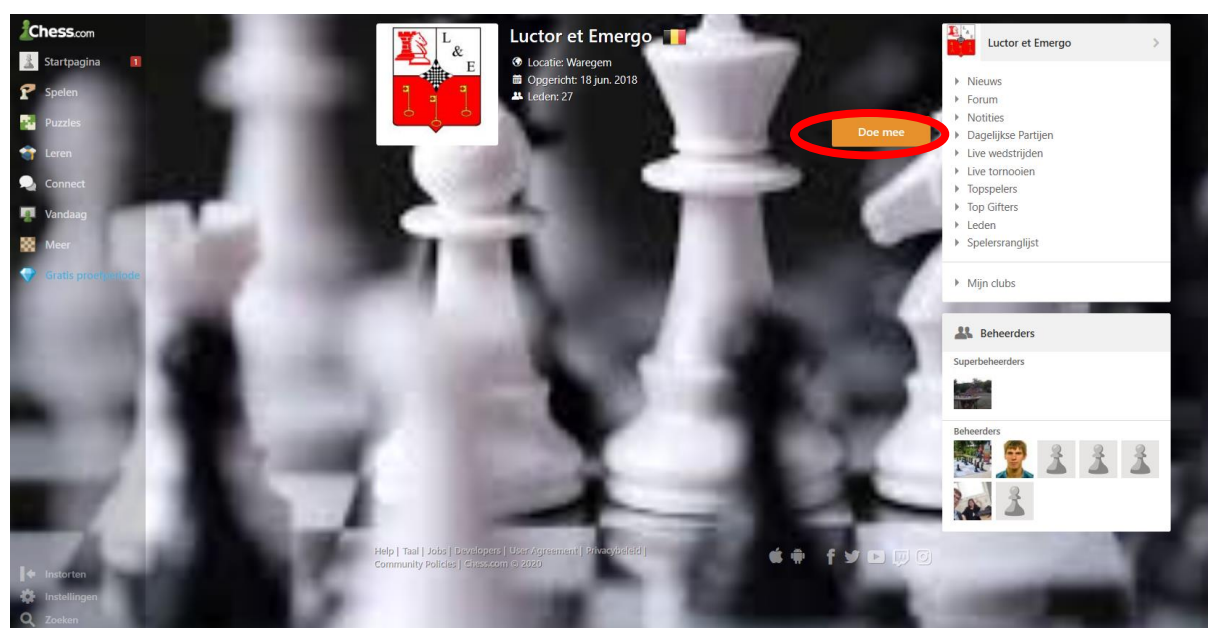 Chess.com
Startpagina 1
Spelen
Puzzles
Leren
Connect
Vandaag
Meer
Gratis proefperiode
Instorten
Instellingen
Zoeken
L
&
E
Luctor et Emergo
Locatie: Waregem
Opgericht: 18 jun. 2018
Leden: 27
Doe mee
Luctor et Emergo
Nieuws
Forum
Notities
Dagelijkse Partijen
Live wedstrijden
Live tornooien
Topspelers
Top Gifters
Leden
Spelersranglijst
Mijn clubs
Beheerders
Superbeheerders
Beheerders
Help | Taal | Jobs | Developers | User Agreement | Privacybeleid |
Community Policies | Chess.com © 2020